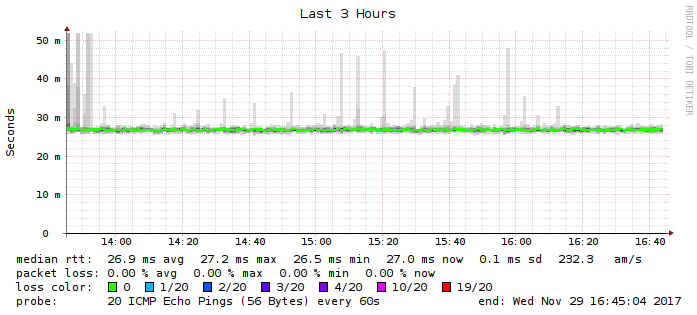 Last 3 Hours
RRDTOOL / TOBI OETIKER
Seconds
50 m
40 m
30 m
20 m
10 m
0
14:00 14:20 14:40 15:00 15:20 15:40 16:00 16:20 16:40
median rtt: 26.9 ms avg 27.2 ms max 26.5 ms min 27.0 ms now 0.1 ms sd 232.3 am/s
packet loss: 0.00 % avg 0.00 % max 0.00 % min 0.00 % now
loss color: 0 1/20 2/20 3/20 4/20 10/20 19/20
probe: 20 ICMP Echo Pings (56 Bytes) every 60s end: Wed Nov 29 16:45:04 2017